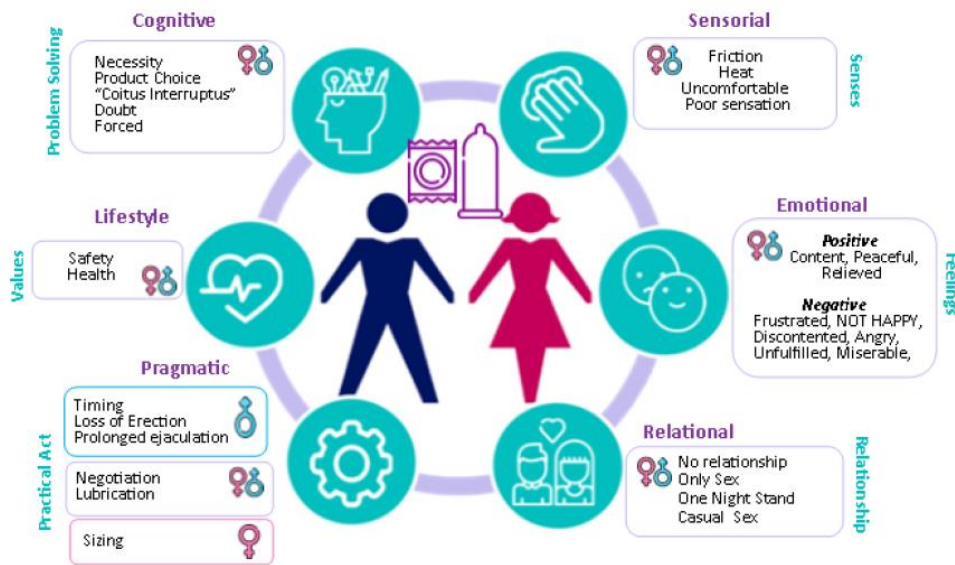 Cognitive
Problem Solving
Necessity
Product Choice
"Coitus Interruptus"
Doubt
Forced
Sensorial
Senses
Friction
Heat
Uncomfortable
Poor sensation
Lifestyle
Values
Safety
Health
Emotional
Feelings
Positive
Content, Peaceful,
Relieved
Negative
Frustrated, NOT HAPPY,
Discontented, Angry,
Unfulfilled, Miserable,
Pragmatic
Practical Act
Timing
Loss of Erection
Prolonged ejaculation
Negotiation
Lubrication
Sizing
Relational
Relationship
No relationship
Only Sex
One Night Stand
Casual Sex